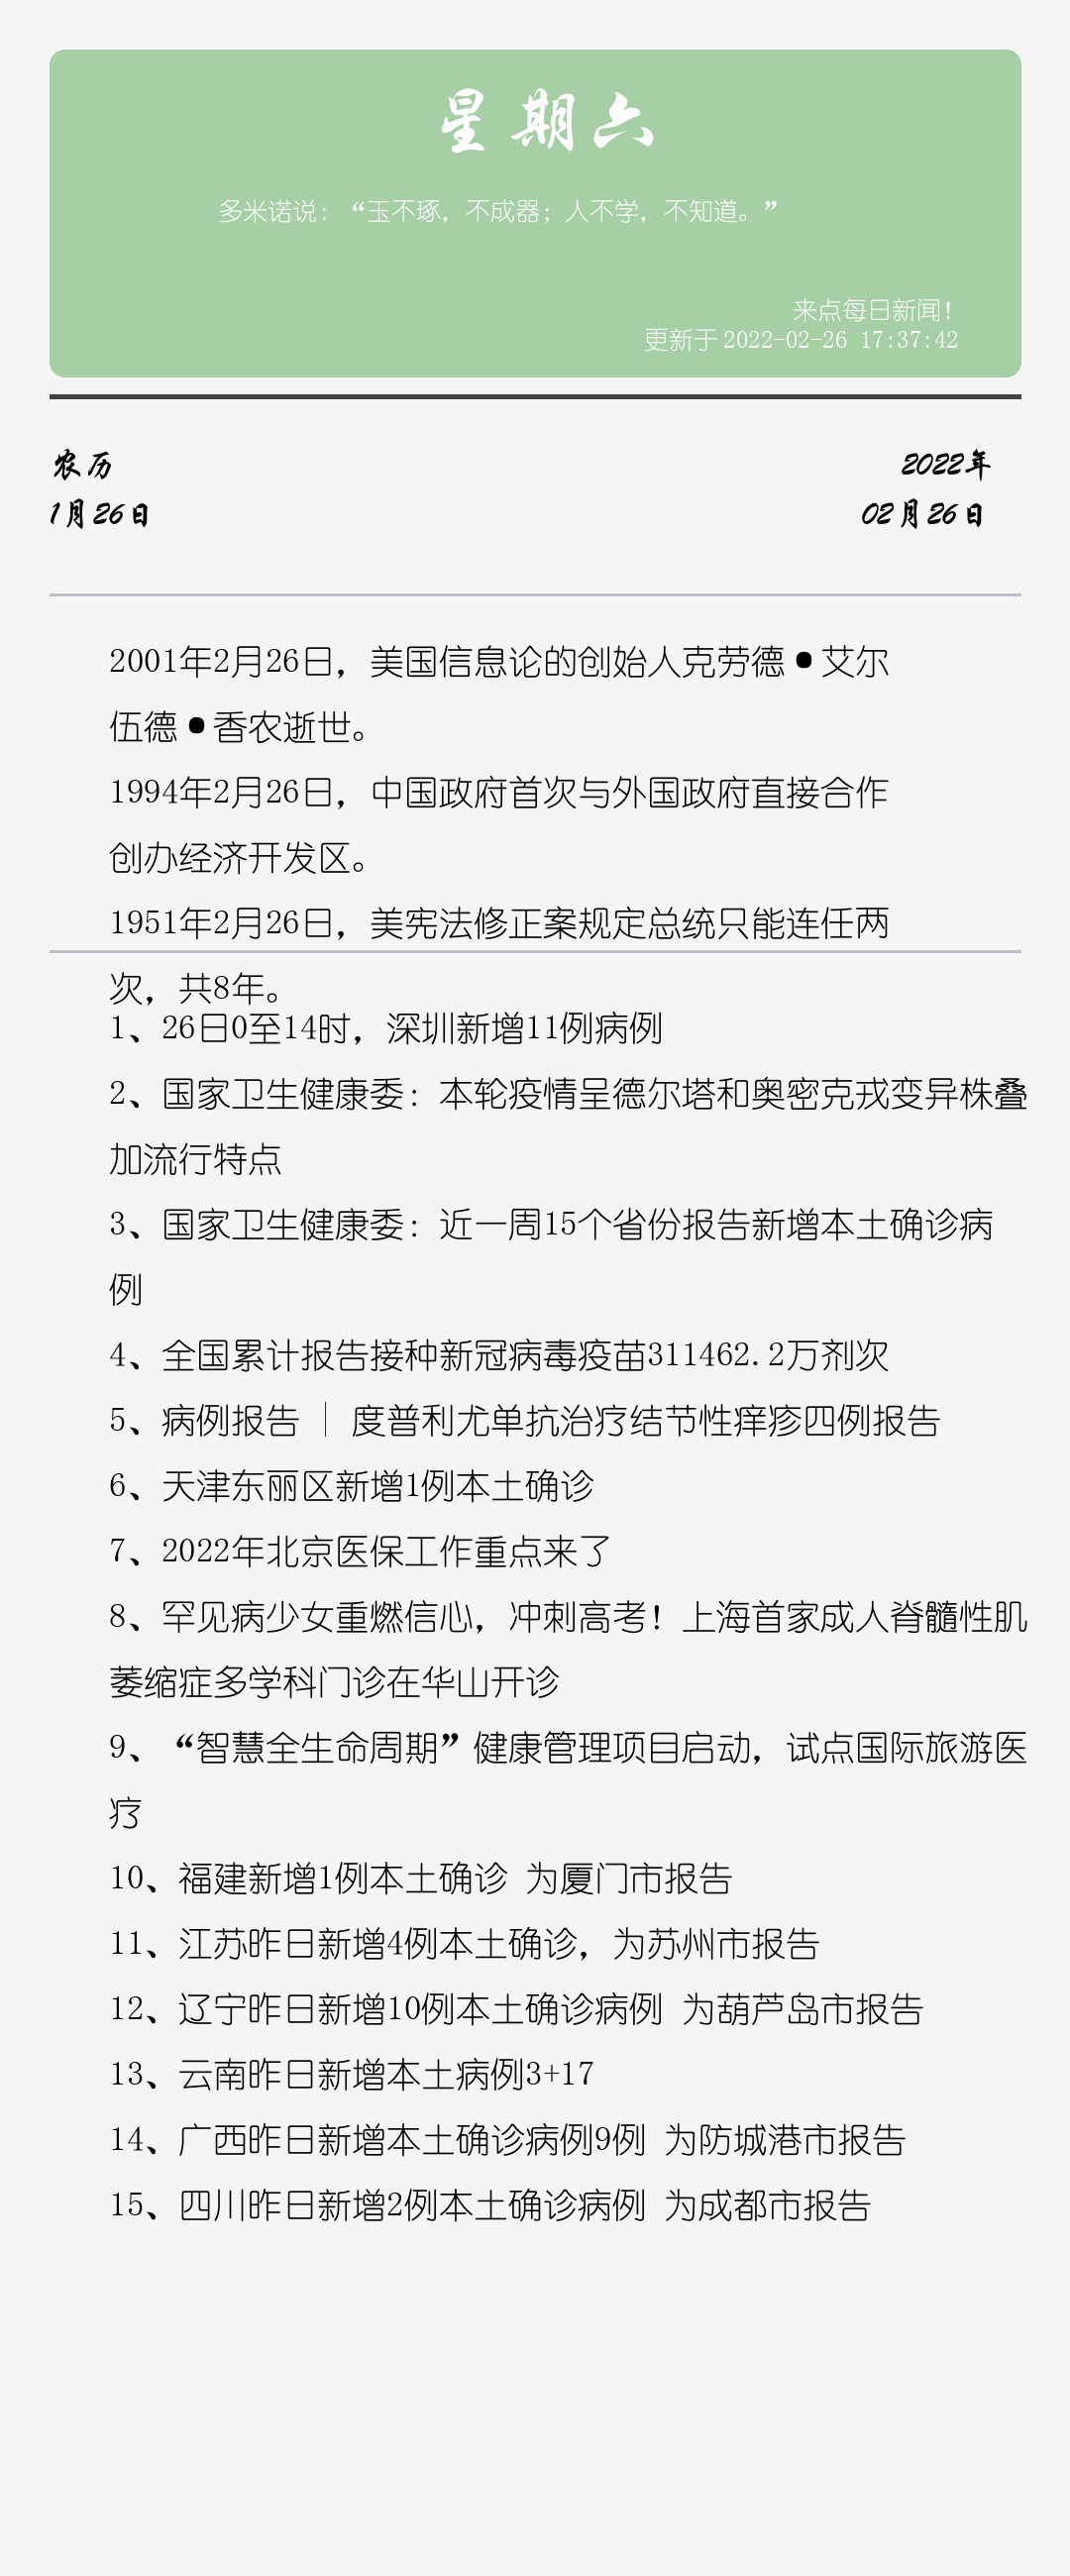 星期六
多米诺说：“玉不琢，不成器；人不学，不知道。”
来点每日新闻！
更新于 2022-02-26 17:37:42
农历
2022年
1月26日
02月26日
2001年2月26日，美国信息论的创始人克劳德•艾尔
伍德•香农逝世。
1994年2月26日，中国政府首次与外国政府直接合作
创办经济开发区。
1951年2月26日，美宪法修正案规定总统只能连任两
次，共8年。
1、26日0至14时，深圳新增11例病例
2、国家卫生健康委：本轮疫情呈德尔塔和奥密克戎变异株叠
加流行特点
3、国家卫生健康委：近一周15个省份报告新增本土确诊病
例
4、全国累计报告接种新冠病毒疫苗311462.2万剂次
5、病例报告 | 度普利尤单抗治疗结节性痒疹四例报告
6、天津东丽区新增1例本土确诊
7、2022年北京医保工作重点来了
8、罕见病少女重燃信心，冲刺高考！上海首家成人脊髓性肌
萎缩症多学科门诊在华山开诊
9、“智慧全生命周期”健康管理项目启动，试点国际旅游医
疗
10、福建新增1例本土确诊 为厦门市报告
11、江苏昨日新增4例本土确诊，为苏州市报告
12、辽宁昨日新增10例本土确诊病例 为葫芦岛市报告
13、云南昨日新增本土病例3+17
14、广西昨日新增本土确诊病例9例 为防城港市报告
15、四川昨日新增2例本土确诊病例 为成都市报告